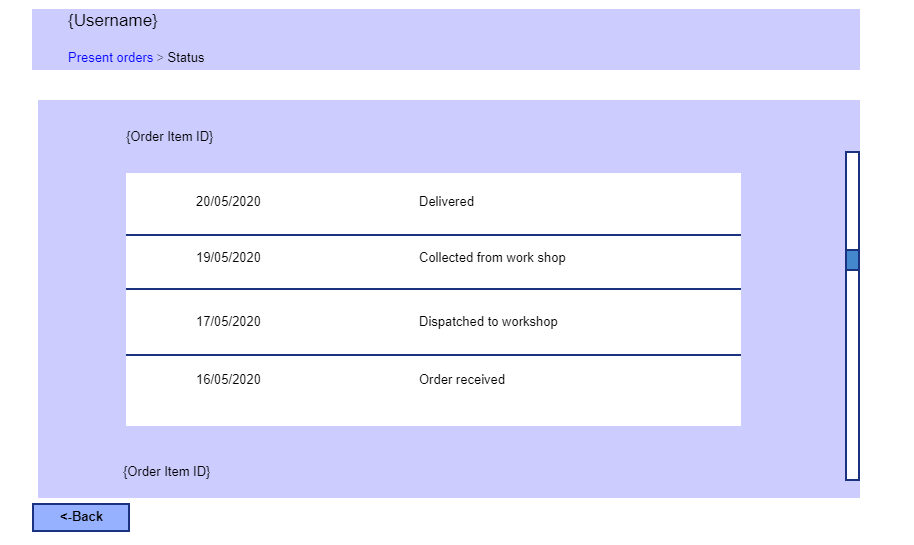 {Username}
Present orders > Status
{Order Item ID}
20/05/2020 Delivered
19/05/2020 Collected from work shop
17/05/2020 Dispatched to workshop
16/05/2020 Order received
{Order Item ID}
<-Back